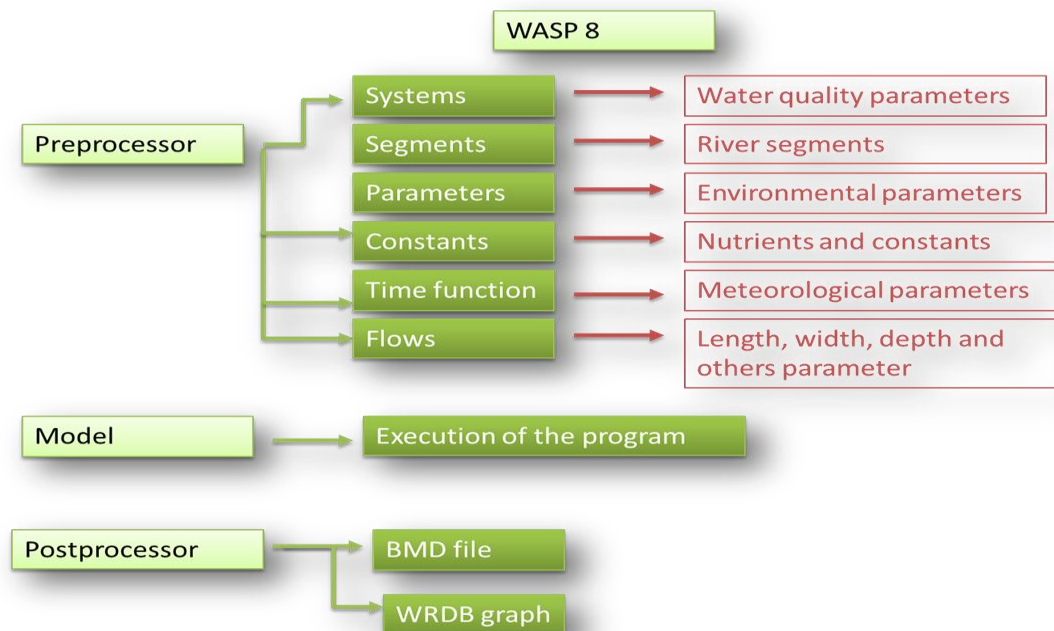 WASP 8
Preprocessor
Systems
Water quality parameters
Segments
River segments
Parameters
Environmental parameters
Constants
Nutrients and constants
Time function
Meteorological parameters
Flows
Length, width, depth and
others parameter
Model
Execution of the program
Postprocessor
BMD file
WRDB graph